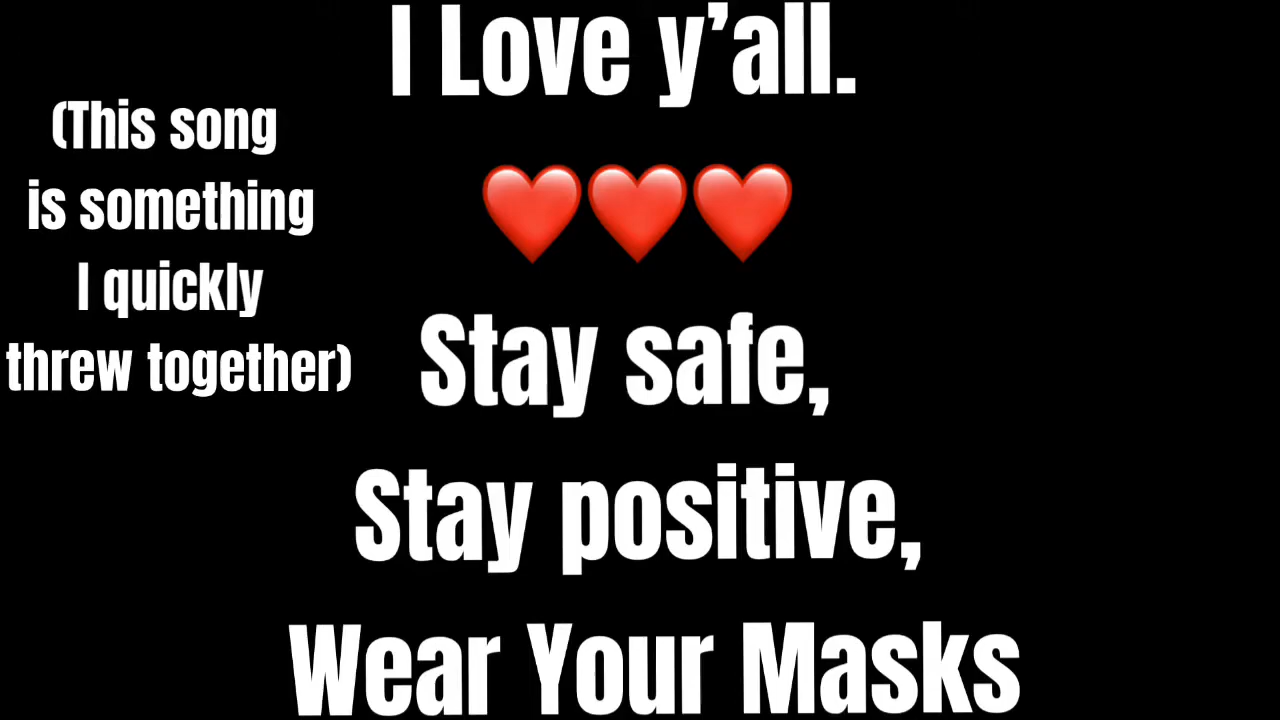 I Love y’all.
(This song
is something
I quickly
threw together)
❤️❤️❤️
Stay safe,
Stay positive,
Wear Your Masks